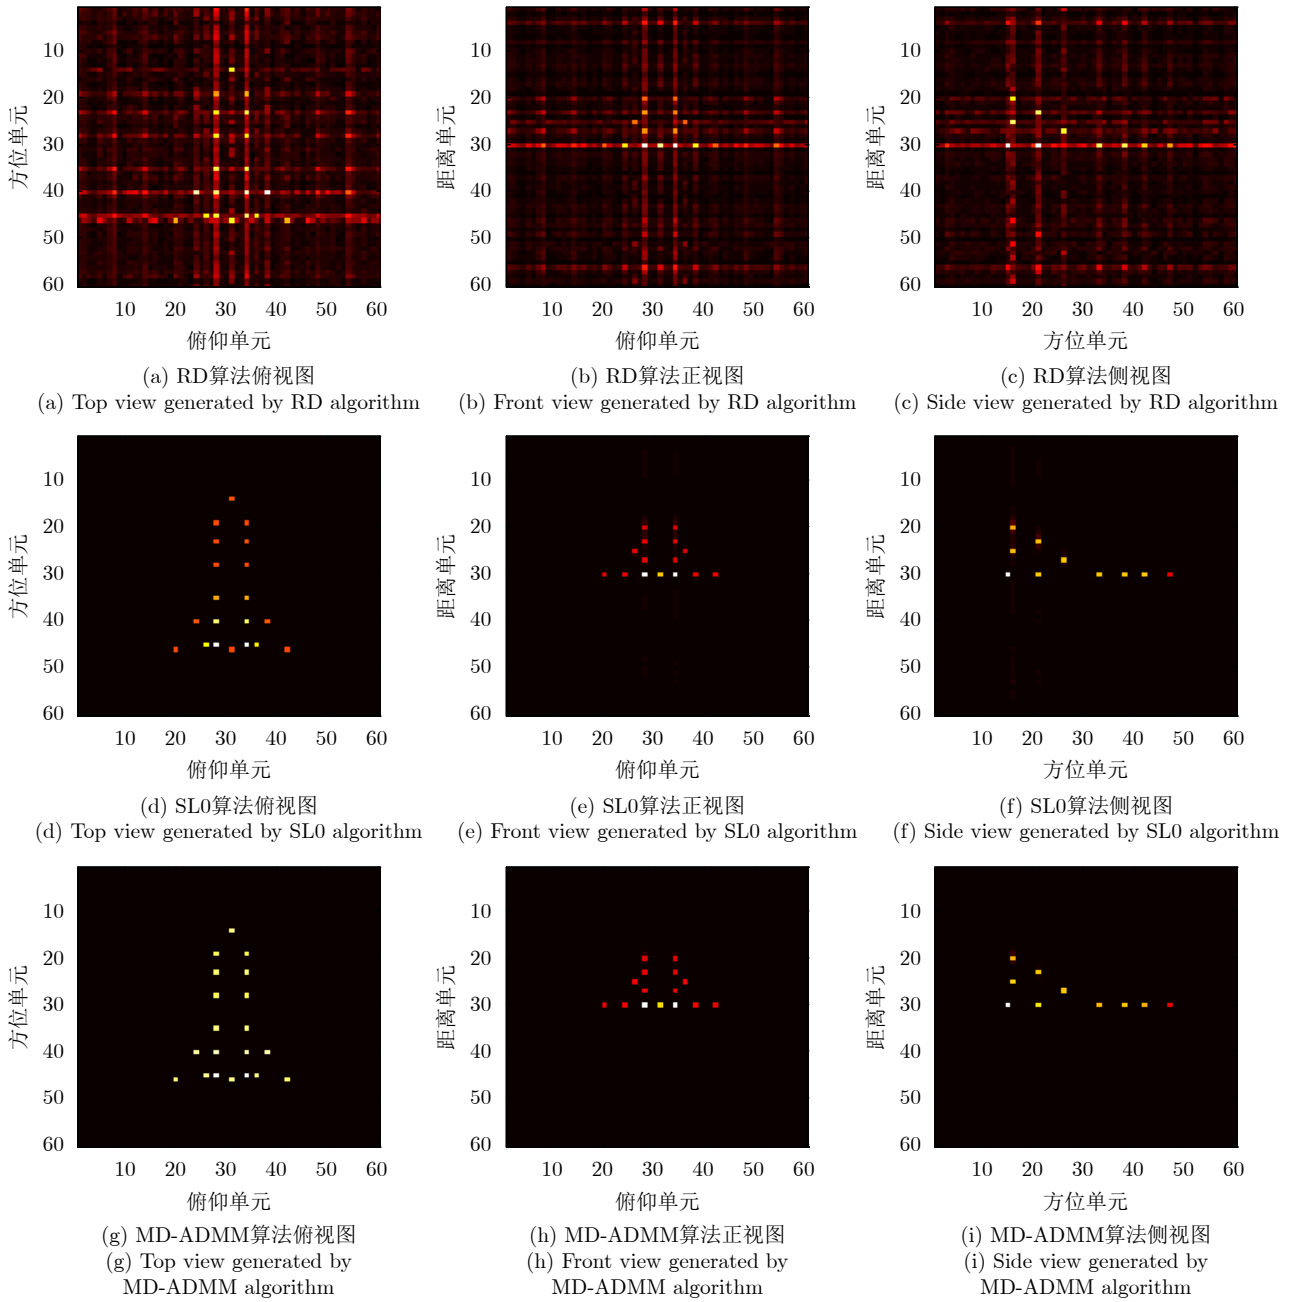 10
20
30
40
50
60
方位单元
10 20 30 40 50 60
俯仰单元
(a) RD算法俯视图
(a) Top view generated by RD algorithm
10
20
30
40
50
60
距离单元
10 20 30 40 50 60
俯仰单元
(b) RD算法正视图
(b) Front view generated by RD algorithm
10
20
30
40
50
60
距离单元
10 20 30 40 50 60
方位单元
(c) RD算法侧视图
(c) Side view generated by RD algorithm
10
20
30
40
50
60
方位单元
10 20 30 40 50 60
俯仰单元
(d) SL0算法俯视图
(d) Top view generated by SL0 algorithm
10
20
30
40
50
60
距离单元
10 20 30 40 50 60
俯仰单元
(e) SL0算法正视图
(e) Front view generated by SL0 algorithm
10
20
30
40
50
60
距离单元
10 20 30 40 50 60
方位单元
(f) SL0算法侧视图
(f) Side view generated by SL0 algorithm
10
20
30
40
50
60
方位单元
10 20 30 40 50 60
俯仰单元
(g) MD-ADMM算法俯视图
(g) Top view generated by
MD-ADMM algorithm
10
20
30
40
50
60
距离单元
10 20 30 40 50 60
俯仰单元
(h) MD-ADMM算法正视图
(h) Front view generated by
MD-ADMM algorithm
10
20
30
40
50
60
距离单元
10 20 30 40 50 60
方位单元
(i) MD-ADMM算法侧视图
(i) Side view generated by
MD-ADMM algorithm